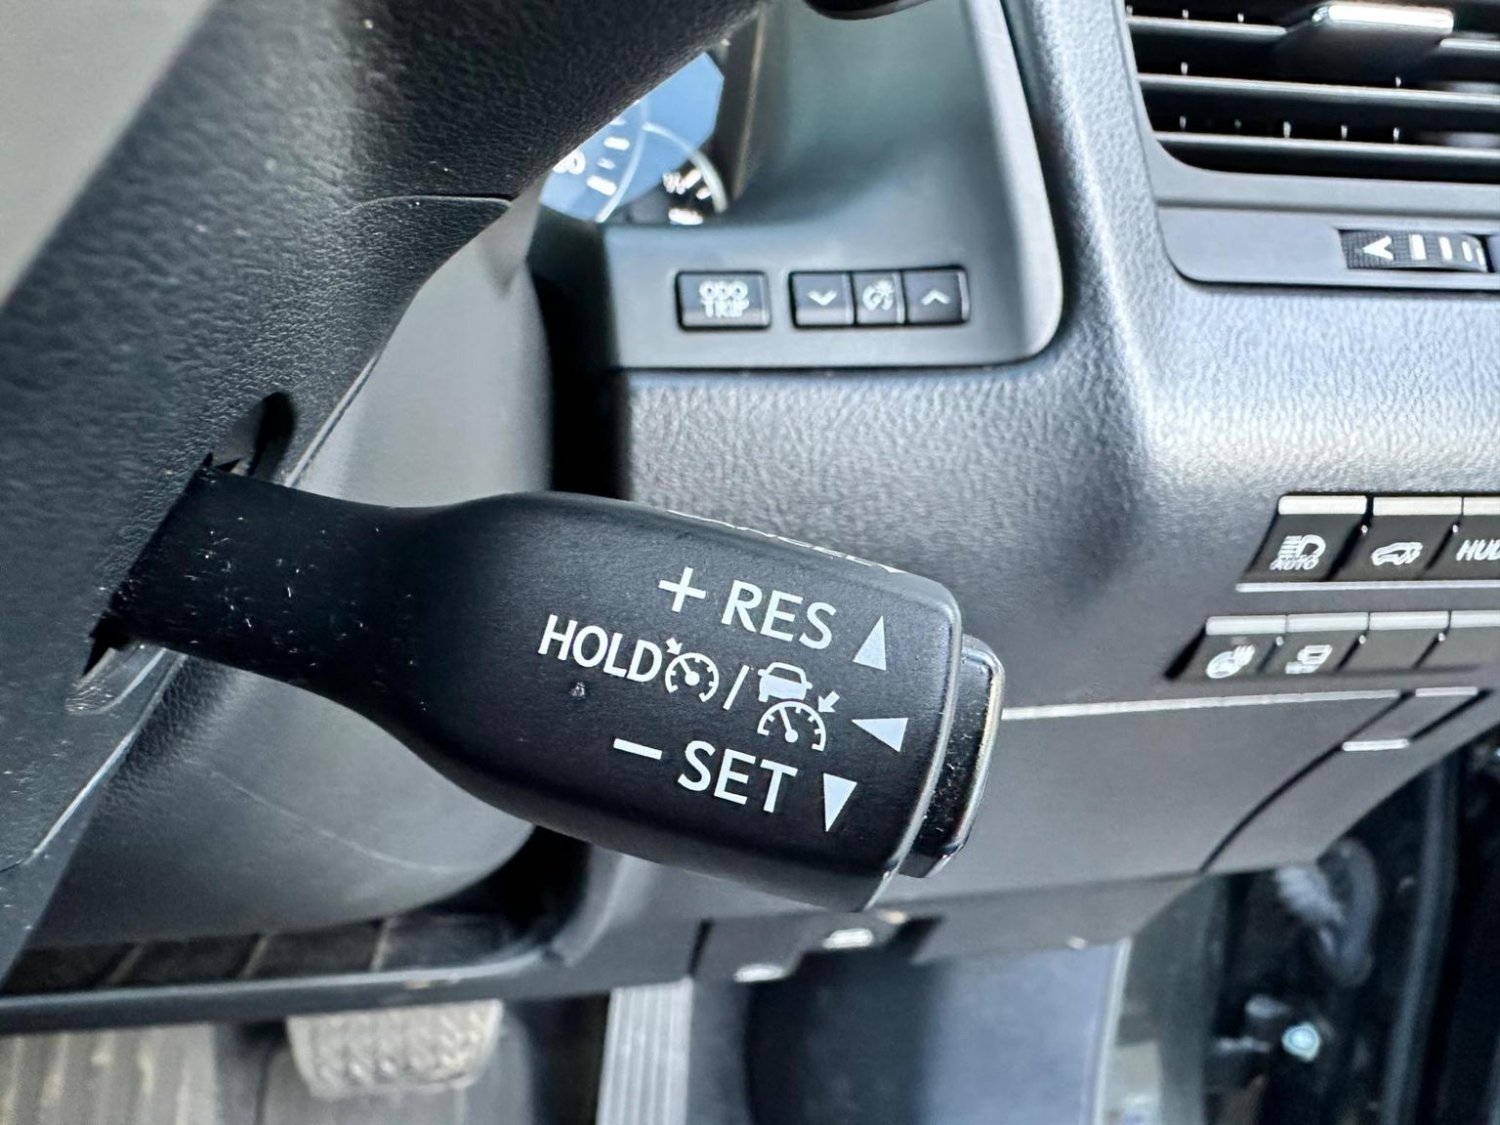 ODO
TRIP
AUTO
HUD
+ RES
HOLD /
− SET